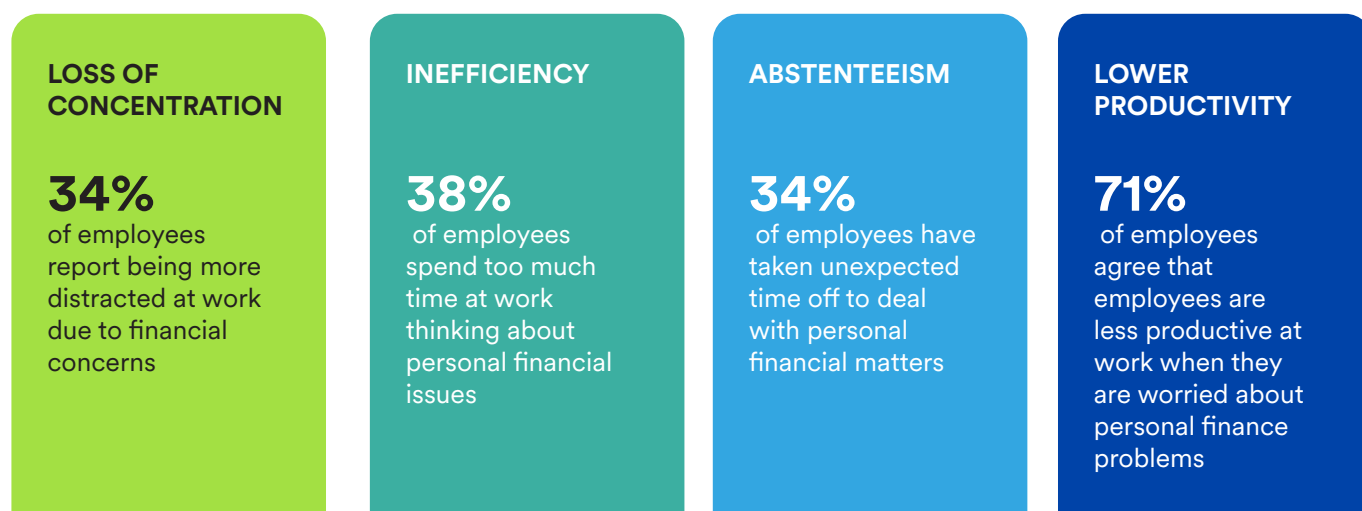 LOSS OF
CONCENTRATION
34%
of employees
report being more
distracted at work
due to financial
concerns
INEFFICIENCY
38%
of employees
spend too much
time at work
thinking about
personal financial
issues
ABSTENTEEISM
34%
of employees have
taken unexpected
time off to deal
with personal
financial matters
LOWER
PRODUCTIVITY
71%
of employees
agree that
employees are
less productive at
work when they
are worried about
personal finance
problems